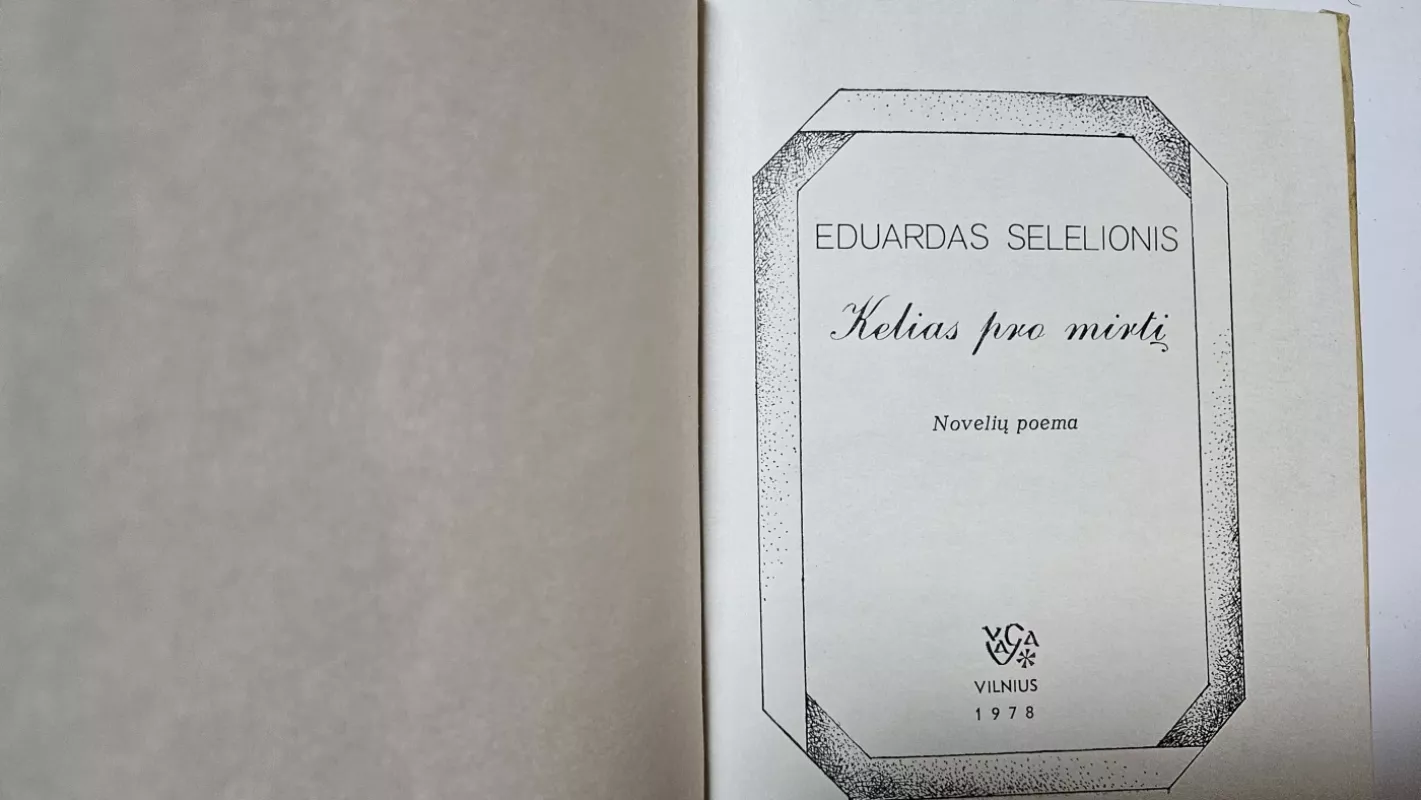 EDUARDAS SELELIONIS
Kelias pro mirtį
Novelių poema
VAGA
VILNIUS
1978